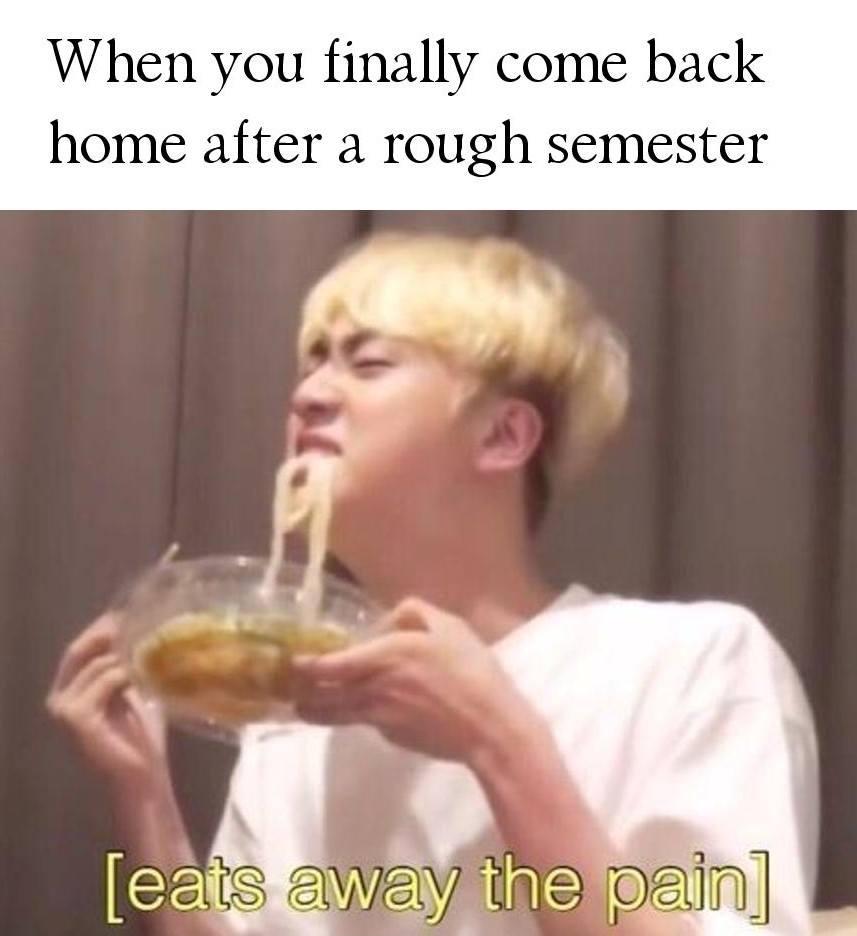 When you finally come back
home after a rough semester
[eats away the pain]